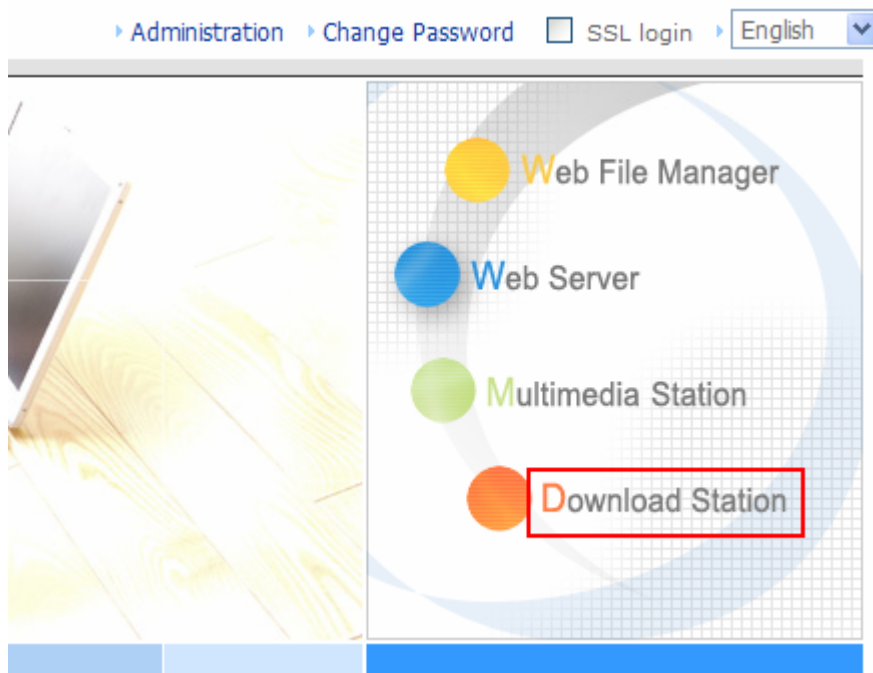 Administration Change Password SSL login English
Web File Manager
Web Server
Multimedia Station
Download Station